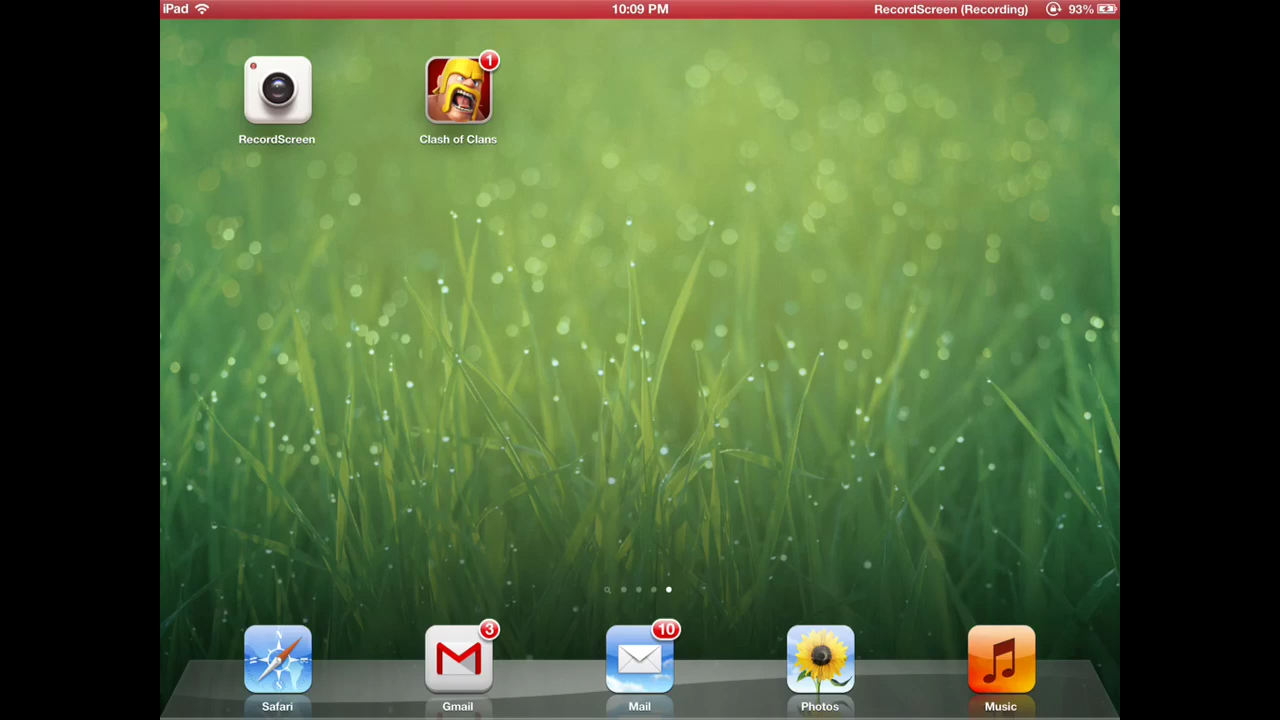 iPad 10:09 PM RecordScreen (Recording) 93%
1
RecordScreen Clash of Clans
3 10
Safari Gmail Mail Photos Music